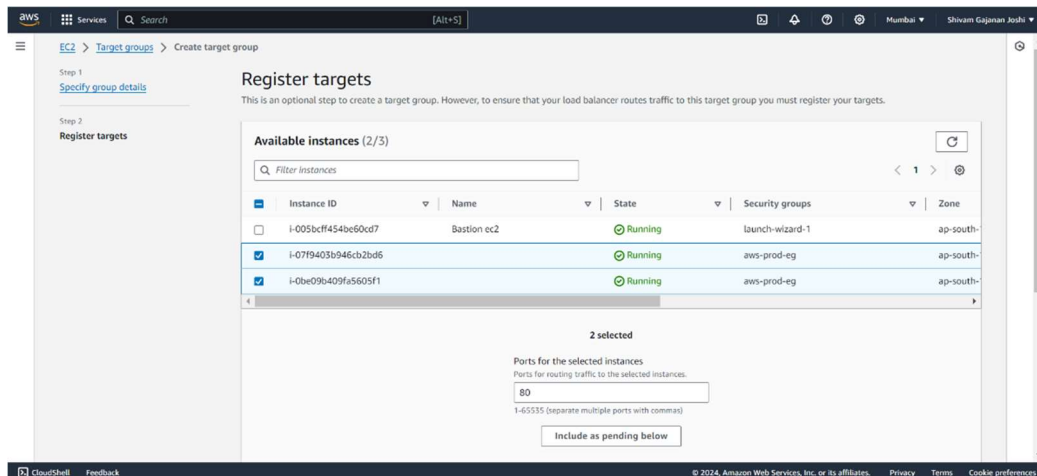 aws Services Search [Alt+S] Mumbai Shivam Gajanan Joshi
EC2 > Target groups > Create target group
Step 1
Specify group details
Step 2
Register targets
Register targets
This is an optional step to create a target group. However, to ensure that your load balancer routes traffic to this target group you must register your targets.
Available instances (2/3)
Filter instances
1
Instance ID Name State Security groups Zone
i-005bcff454be60cd7 Bastion ec2 Running launch-wizard-1 ap-south-
i-07f9403b946cb2bd6 Running aws-prod-eg ap-south-
i-0be09b409fa5605f1 Running aws-prod-eg ap-south-
2 selected
Ports for the selected instances
Ports for routing traffic to the selected instances.
80
1-65535 (separate multiple ports with commas)
Include as pending below
CloudShell Feedback © 2024, Amazon Web Services, Inc. or its affiliates. Privacy Terms Cookie preferences